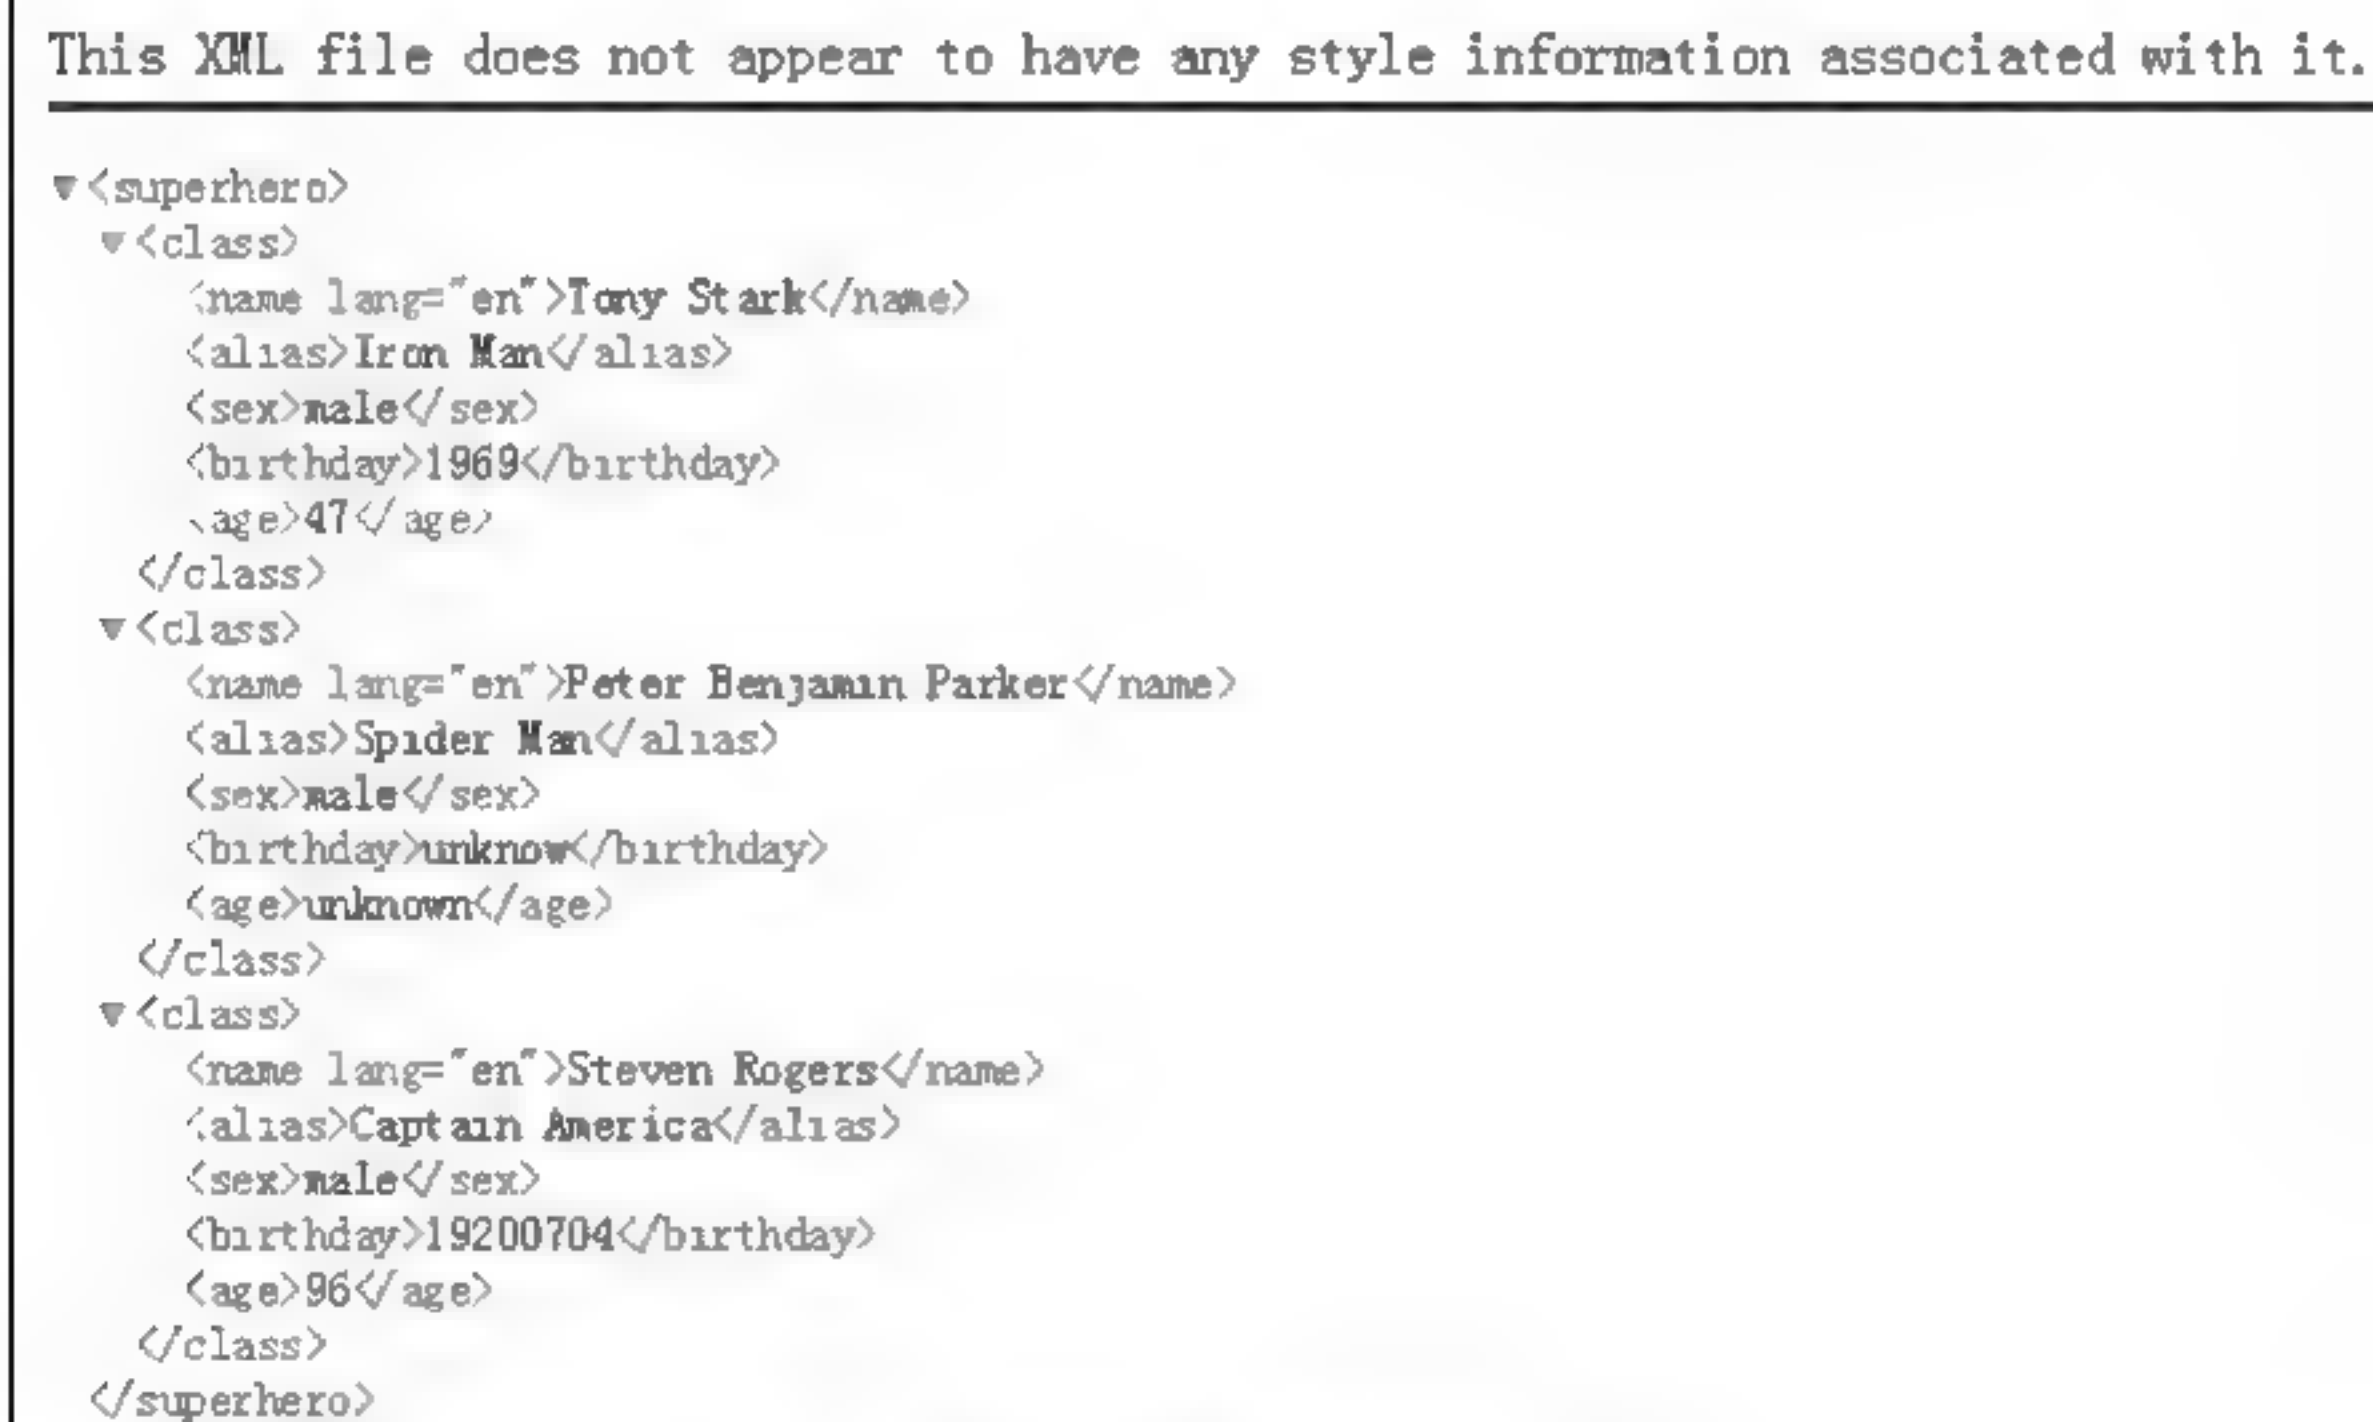 This XML file does not appear to have any style information associated with it.
▼<superhero>
▼<class>
<name lang="en">Tony Stark</name>
<alias>Iron Man</alias>
<sex>male</sex>
<birthday>1969</birthday>
<age>47</age>
</class>
▼<class>
<name lang="en">Peter Benjamin Parker</name>
<alias>Spider Man</alias>
<sex>male</sex>
<birthday>unknow</birthday>
<age>unknown</age>
</class>
▼<class>
<name lang="en">Steven Rogers</name>
<alias>Captain America</alias>
<sex>male</sex>
<birthday>19200704</birthday>
<age>96</age>
</class>
</superhero>